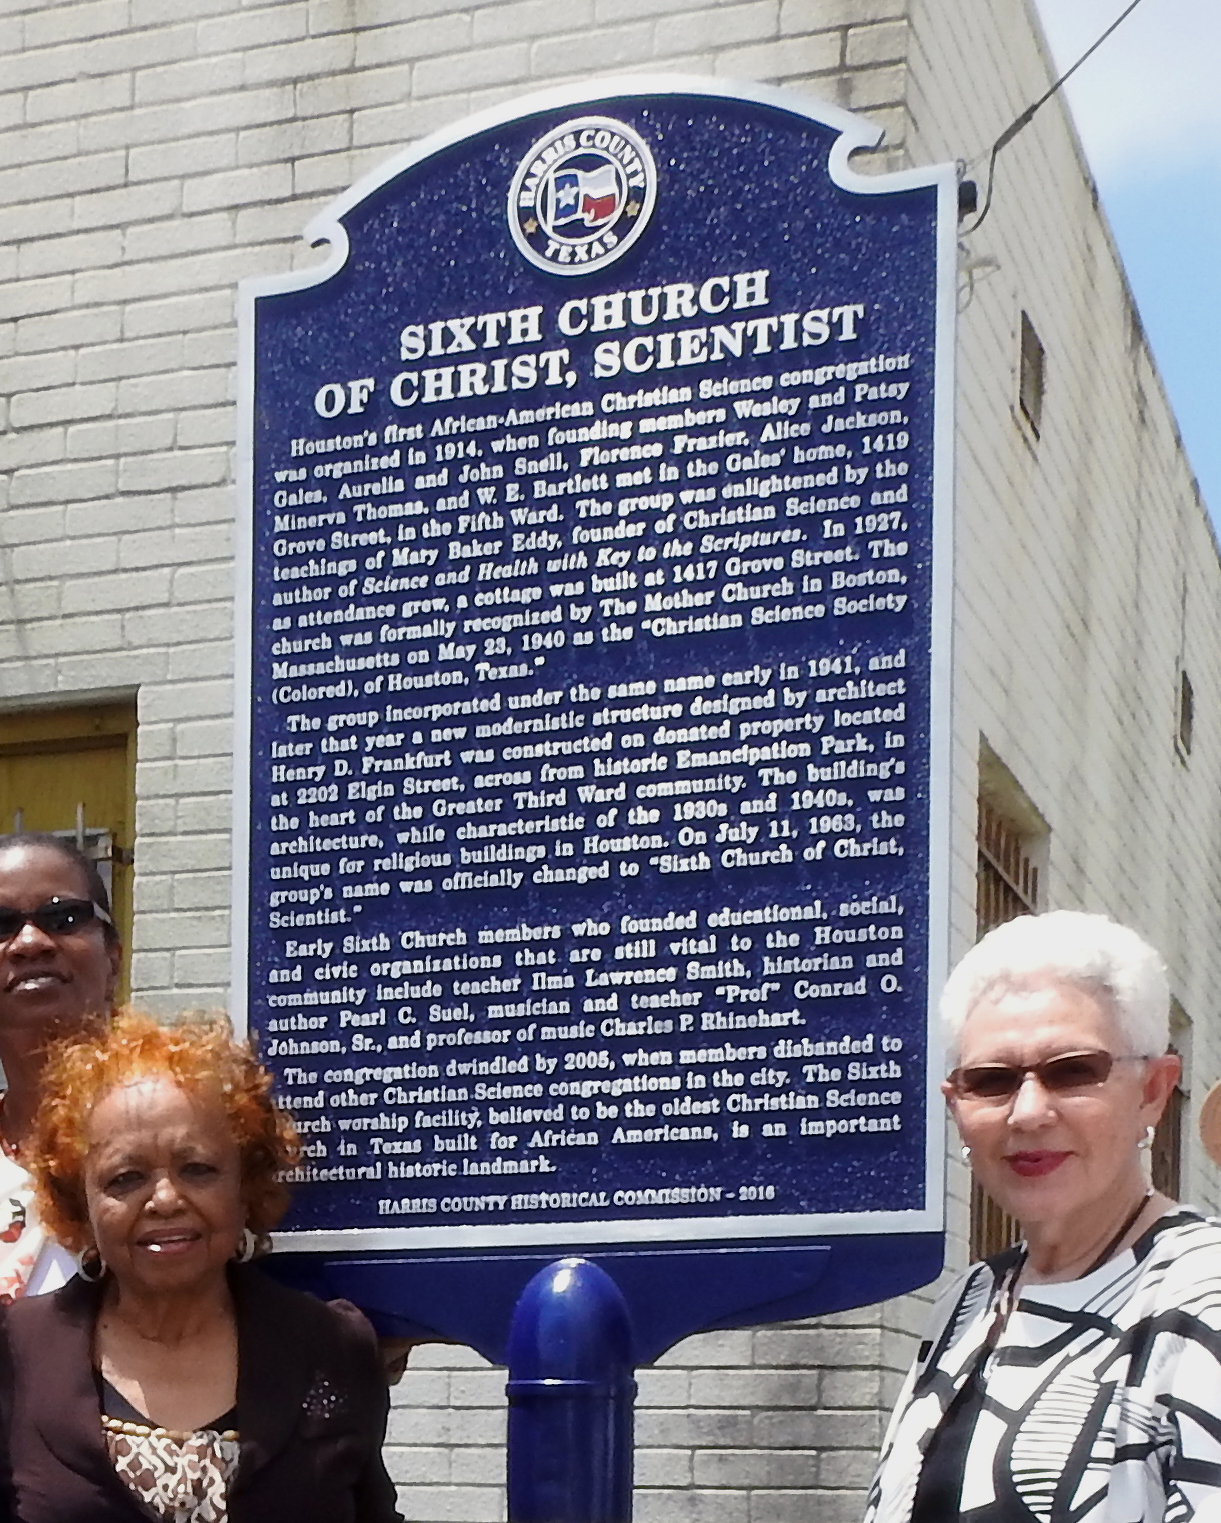 HARRIS COUNTY
TEXAS
SIXTH CHURCH
OF CHRIST, SCIENTIST
Houston's first African-American Christian Science congregation
was organized in 1914, when founding members Wesley and Patsy
Gales, Aurelia and John Snell, Florence Frazier, Alice Jackson,
Minerva Thomas, and W. E. Bartlett met in the Gales' home, 1419
Grove Street, in the Fifth Ward. The group was enlightened by the
teachings of Mary Baker Eddy, founder of Christian Science and
author of Science and Health with Key to the Scriptures. In 1927,
as attendance grew, a cottage was built at 1417 Grove Street. The
church was formally recognized by The Mother Church in Boston,
Massachusetts on May 23, 1940 as the "Christian Science Society
(Colored), of Houston, Texas."
The group incorporated under the same name early in 1941, and
later that year a new modernistic structure designed by architect
Henry D. Frankfurt was constructed on donated property located
at 2202 Elgin Street, across from historic Emancipation Park, in
the heart of the Greater Third Ward community. The building's
architecture, while characteristic of the 1930s and 1940s, was
unique for religious buildings in Houston. On July 11, 1963, the
group's name was officially changed to "Sixth Church of Christ,
Scientist."
Early Sixth Church members who founded educational, social,
and civic organizations that are still vital to the Houston
community include teacher Ilma Lawrence Smith, historian and
author Pearl C. Suel, musician and teacher "Prof" Conrad O.
Johnson, Sr., and professor of music Charles P. Rhinehart.
The congregation dwindled by 2005, when members disbanded to
ttend other Christian Science congregations in the city. The Sixth
urch worship facility, believed to be the oldest Christian Science
rch in Texas built for African Americans, is an important
rchitectural historic landmark.
HARRIS COUNTY HISTORICAL COMMISSION - 2016